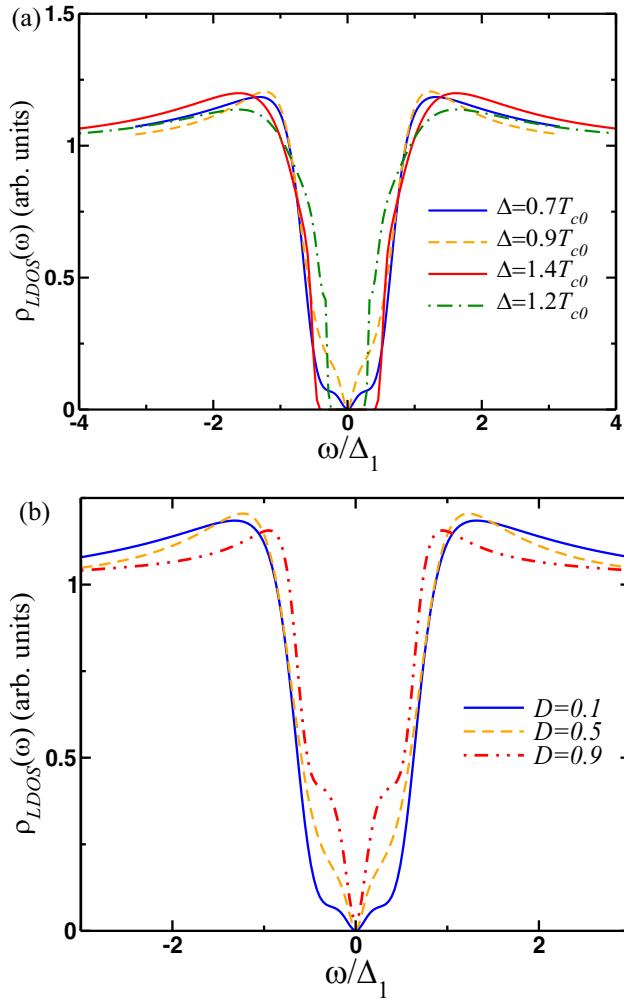 (a)
1.5
1
0.5
0
ρLDOS(ω) (arb. units)
Δ=0.7Tc0
Δ=0.9Tc0
Δ=1.4Tc0
Δ=1.2Tc0
-4 -2 0 2 4
ω/Δ1
(b)
1
0.5
0
ρLDOS(ω) (arb. units)
D=0.1
D=0.5
D=0.9
-2 0 2
ω/Δ1